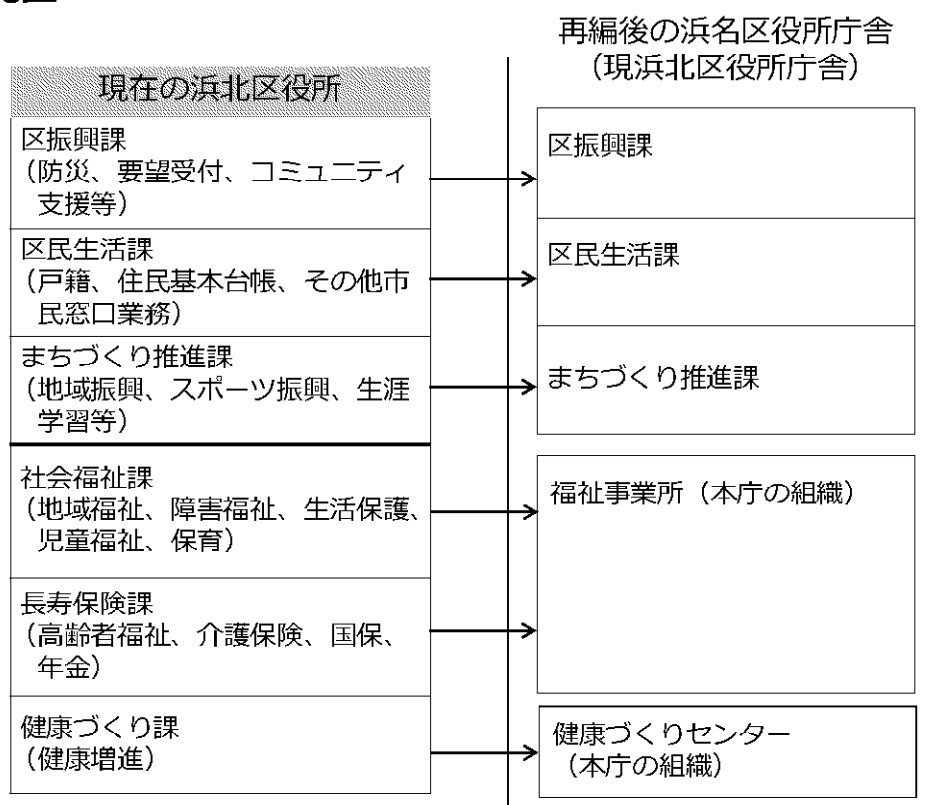 再編後の浜名区役所庁舎
（現浜北区役所庁舎）
現在の浜北区役所
区振興課
（防災、要望受付、コミュニティ
支援等）
区民生活課
（戸籍、住民基本台帳、その他市
民窓口業務）
まちづくり推進課
（地域振興、スポーツ振興、生涯
学習等）
社会福祉課
（地域福祉、障害福祉、生活保護、
児童福祉、保育）
長寿保険課
（高齢者福祉、介護保険、国保、
年金）
健康づくり課
（健康増進）
区振興課
区民生活課
まちづくり推進課
福祉事業所（本庁の組織）
健康づくりセンター
（本庁の組織）